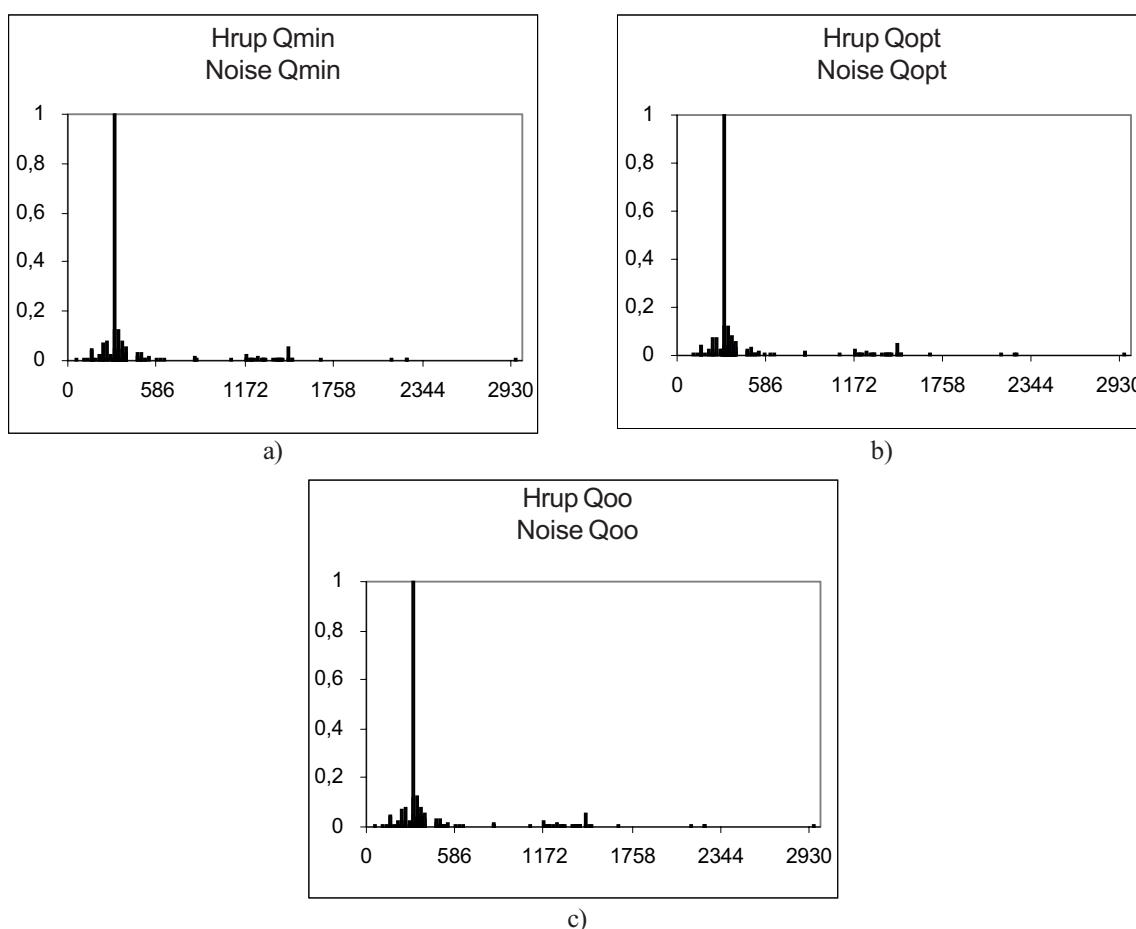 Hrup Qmin
Noise Qmin
1
0,8
0,6
0,4
0,2
0
0 586 1172 1758 2344 2930
a)
Hrup Qopt
Noise Qopt
1
0,8
0,6
0,4
0,2
0
0 586 1172 1758 2344 2930
b)
Hrup Qoo
Noise Qoo
1
0,8
0,6
0,4
0,2
0
0 586 1172 1758 2344 2930
c)